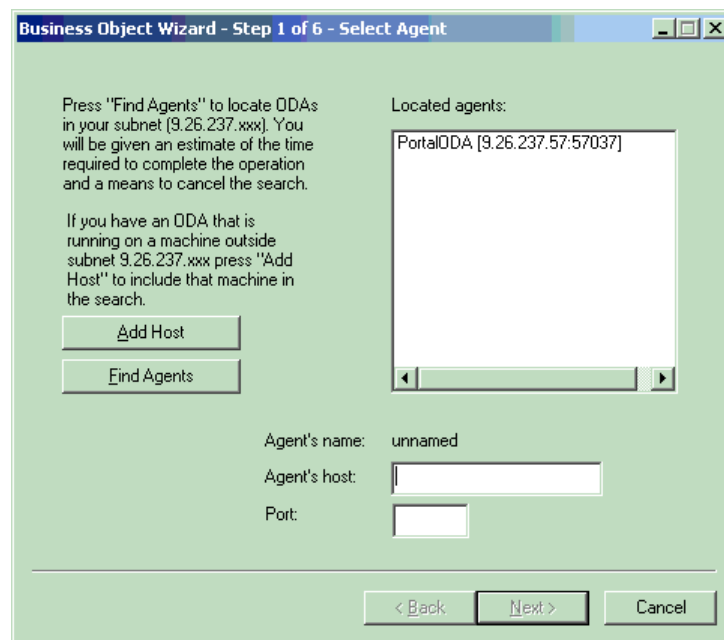 Business Object Wizard - Step 1 of 6 - Select Agent
Press "Find Agents" to locate ODAs
in your subnet (9.26.237.xxx). You
will be given an estimate of the time
required to complete the operation
and a means to cancel the search.
If you have an ODA that is
running on a machine outside
subnet 9.26.237.xxx press "Add
Host" to include that machine in
the search.
Add Host
Find Agents
Located agents:
PortalODA [9.26.237.57:57037]
Agent's name: unnamed
Agent's host:
Port:
< Back
Next >
Cancel